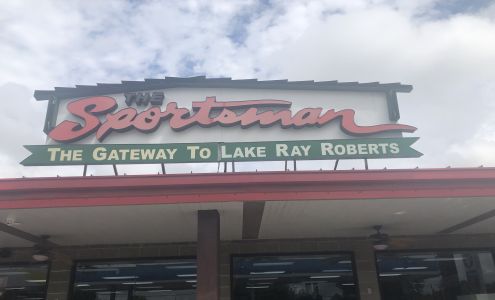 THE
Sportsman
THE GATEWAY TO LAKE RAY ROBERTS